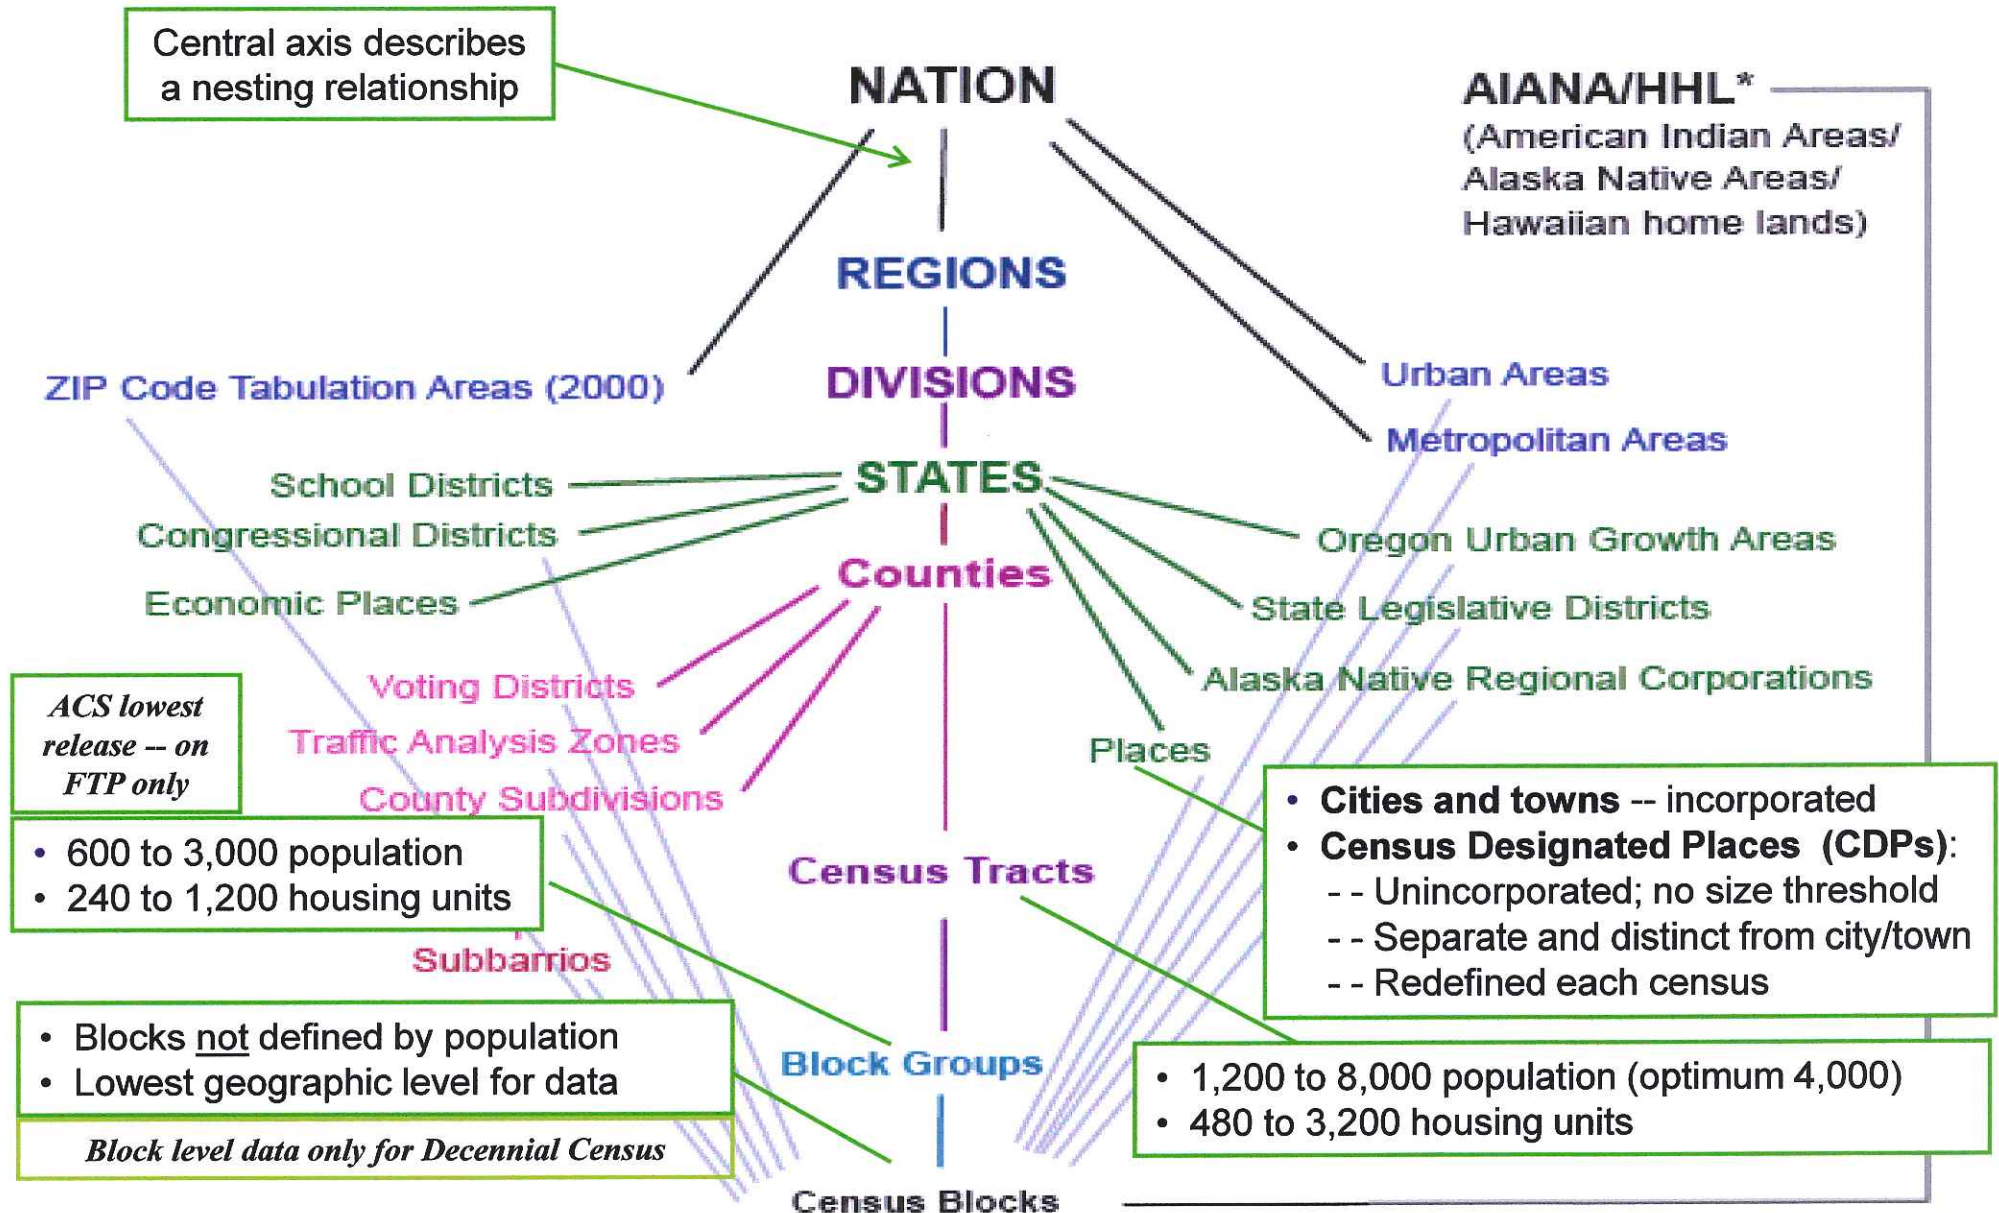 Central axis describes
a nesting relationship
NATION
AIANA/HHL*
(American Indian Areas/
Alaska Native Areas/
Hawaiian home lands)
REGIONS
ZIP Code Tabulation Areas (2000)
DIVISIONS
Urban Areas
Metropolitan Areas
School Districts
STATES
Congressional Districts
Oregon Urban Growth Areas
Economic Places
Counties
State Legislative Districts
Voting Districts
Alaska Native Regional Corporations
Traffic Analysis Zones
Places
County Subdivisions
ACS lowest
release -- on
FTP only
• 600 to 3,000 population
• 240 to 1,200 housing units
• Cities and towns -- incorporated
• Census Designated Places (CDPs):
- - Unincorporated; no size threshold
- - Separate and distinct from city/town
- - Redefined each census
Census Tracts
Subbarrios
• Blocks not defined by population
• Lowest geographic level for data
Block level data only for Decennial Census
Block Groups
• 1,200 to 8,000 population (optimum 4,000)
• 480 to 3,200 housing units
Census Blocks